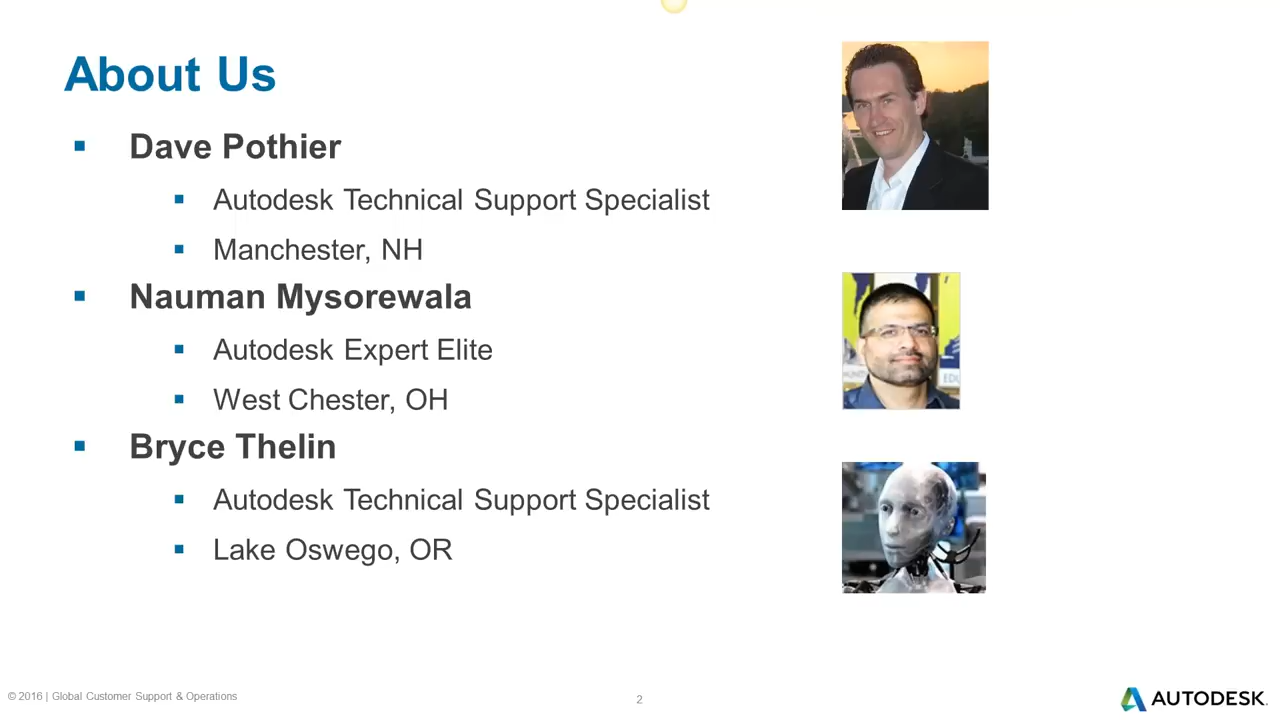 About Us
▪ Dave Pothier
▪ Autodesk Technical Support Specialist
▪ Manchester, NH
▪ Nauman Mysorewala
▪ Autodesk Expert Elite
▪ West Chester, OH
▪ Bryce Thelin
▪ Autodesk Technical Support Specialist
▪ Lake Oswego, OR
© 2016 | Global Customer Support & Operations
2
AUTODESK.